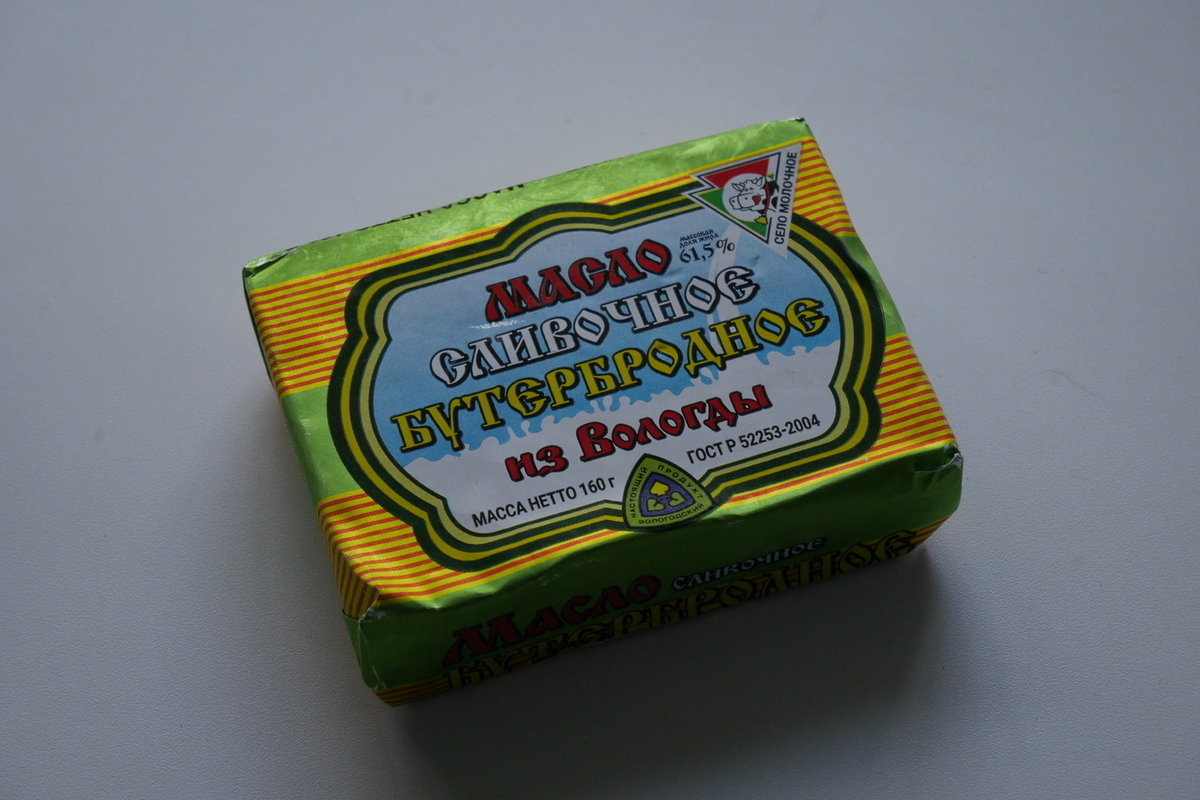 СЕЛО МОЛОЧНОЕ
МАСЛО
массовая
доля жира
61,5%
СЛИВОЧНОЕ
БУТЕРБРОДНОЕ
из Вологды
МАССА НЕТТО 160 г
ГОСТ Р 52253-2004
НАСТОЯЩИЙ ПРОДУКТ
ВОЛОГОДСКИЙ
МАСЛО СЛИВОЧНОЕ
БУТЕРБРОДНОЕ